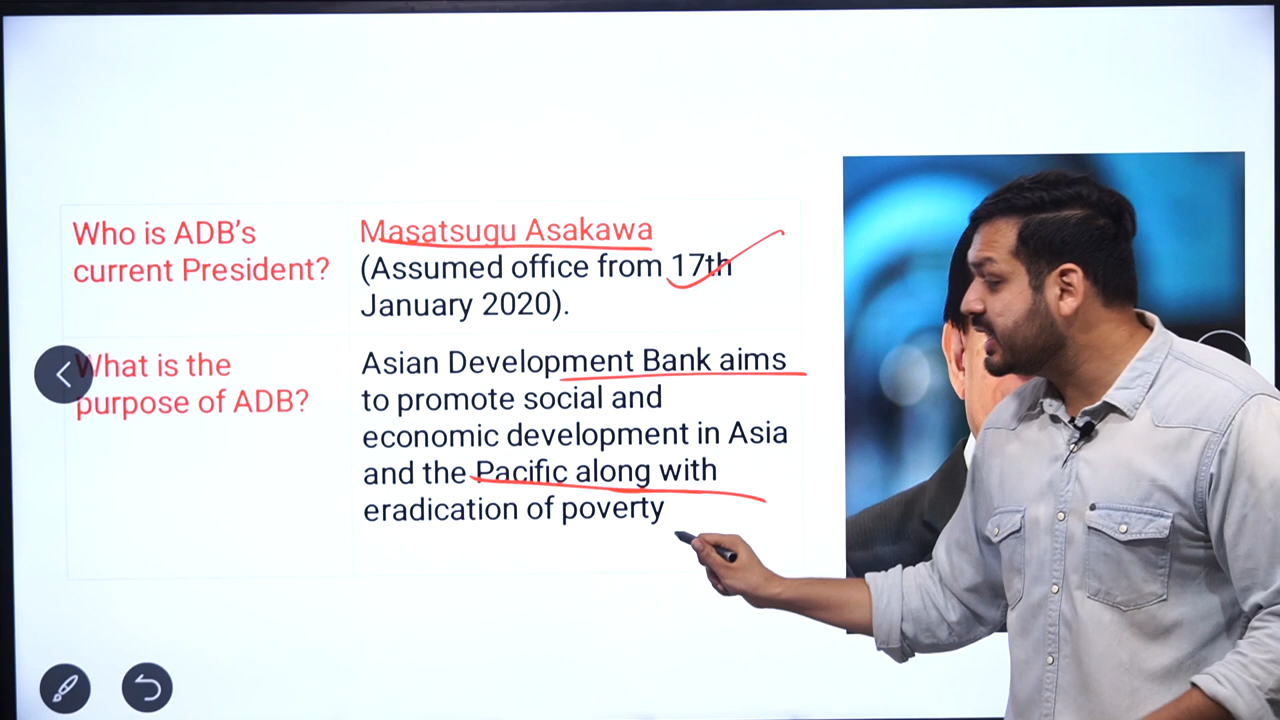 Who is ADB's
current President?
Masatsugu Asakawa
(Assumed office from 17th
January 2020).
What is the
purpose of ADB?
Asian Development Bank aims
to promote social and
economic development in Asia
and the Pacific along with
eradication of poverty